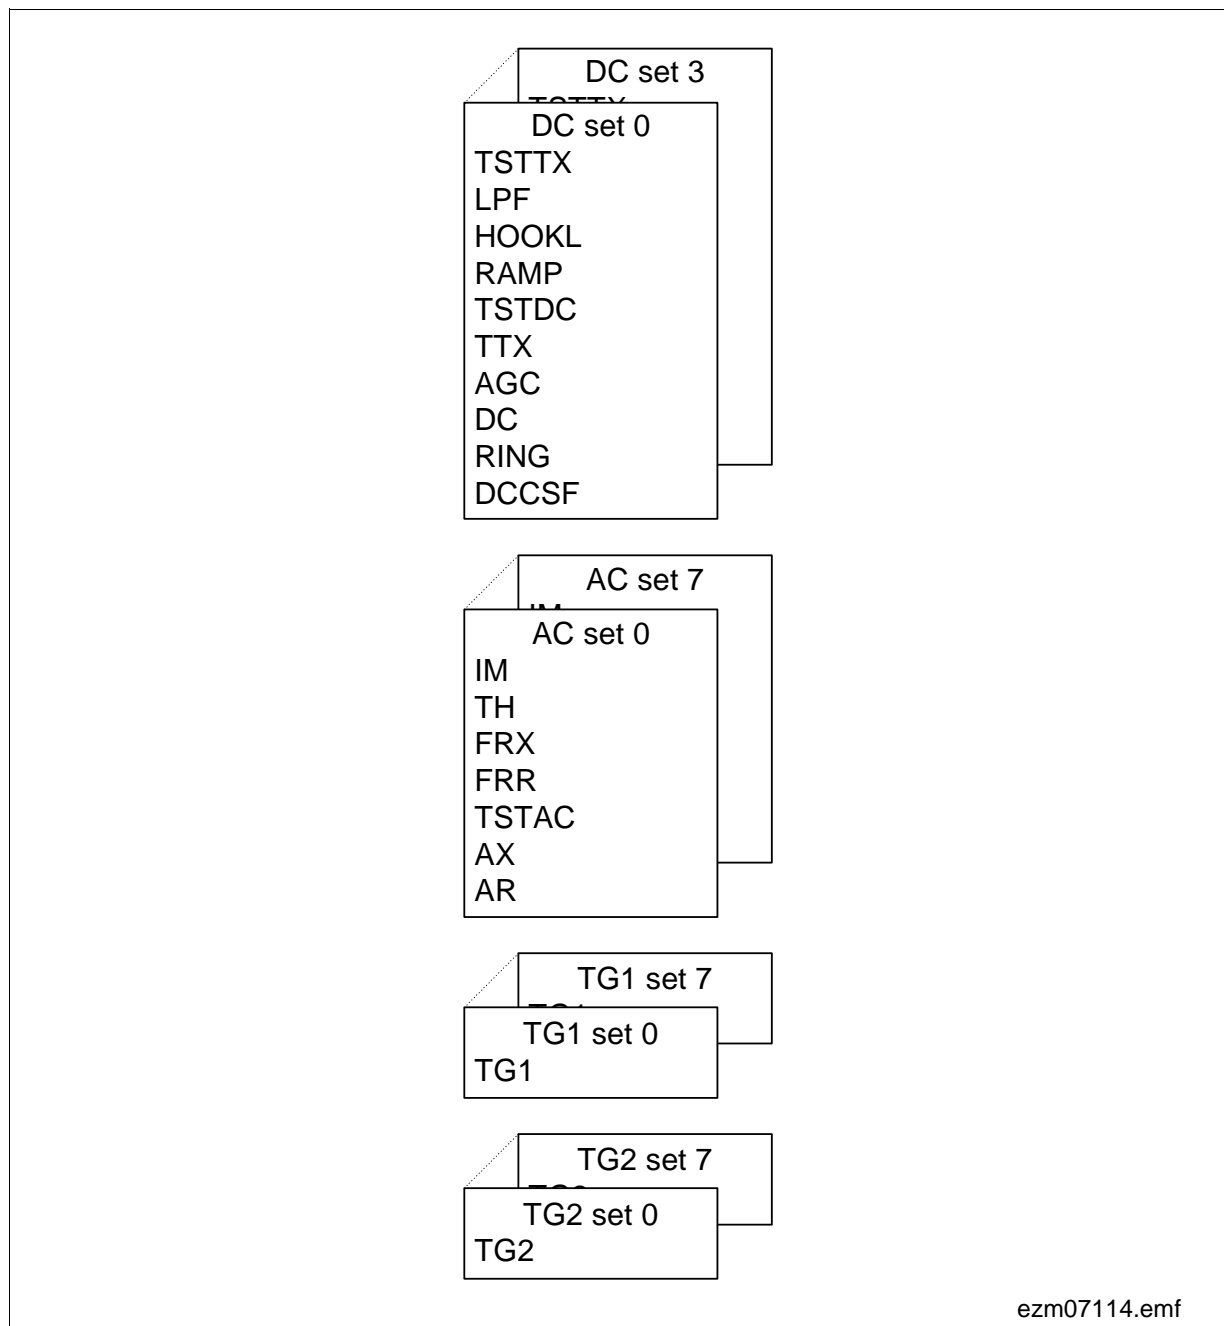 DC set 3
DC set 0
TSTTX
LPF
HOOKL
RAMP
TSTDC
TTX
AGC
DC
RING
DCCSF
AC set 7
AC set 0
IM
TH
FRX
FRR
TSTAC
AX
AR
TG1 set 7
TG1 set 0
TG1
TG2 set 7
TG2 set 0
TG2
ezm07114.emf